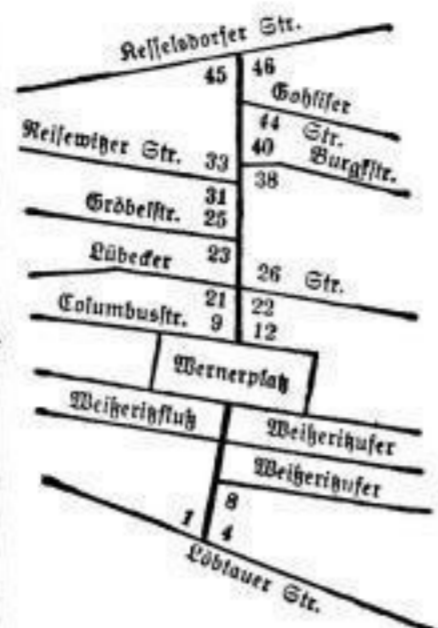 Kesselsdorfer Str.
45 46
Gohliser Str.
44
Reisewitzer Str. 33
40
Burgkstr.
38
31
Gröbelstr. 25
23
Lübecker Str.
26
21 22
Columbusstr. 9 12
Wernerplatz
Weißeritzfluß
Weißeritzufer
Weißeritzufer
8
1 4
Löbtauer Str.